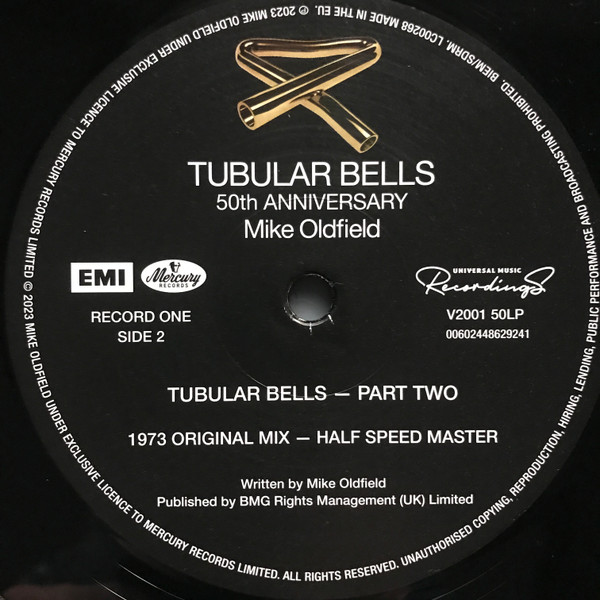 TUBULAR BELLS
50th ANNIVERSARY
Mike Oldfield
EMI
Mercury
RECORDS
UNIVERSAL MUSIC
Recordings
RECORD ONE
SIDE 2
V2001 50LP
00602448629241
TUBULAR BELLS — PART TWO
1973 ORIGINAL MIX — HALF SPEED MASTER
Written by Mike Oldfield
Published by BMG Rights Management (UK) Limited
℗ 2023 MIKE OLDFIELD UNDER EXCLUSIVE LICENCE TO MERCURY RECORDS LIMITED © 2023 MIKE OLDFIELD UNDER EXCLUSIVE LICENCE TO MERCURY RECORDS LIMITED. ALL RIGHTS RESERVED. UNAUTHORISED COPYING, REPRODUCTION, HIRING, LENDING, PUBLIC PERFORMANCE AND BROADCASTING PROHIBITED. BIEM/SDRM. LC00268 MADE IN THE EU.